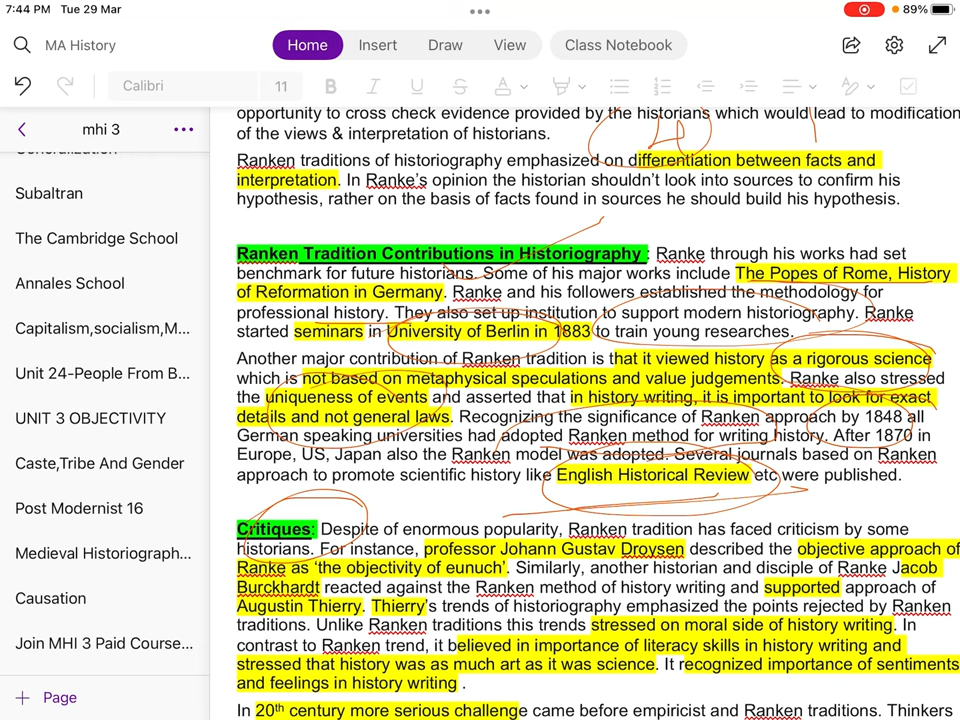 7:44 PM Tue 29 Mar
89%
MA History
Home
Insert
Draw
View
Class Notebook
Calibri
11
mhi 3
Generalization
Subaltran
The Cambridge School
Annales School
Capitalism,socialism,M...
Unit 24-People From B...
UNIT 3 OBJECTIVITY
Caste,Tribe And Gender
Post Modernist 16
Medieval Historiograph...
Causation
Join MHI 3 Paid Course...
Page
opportunity to cross check evidence provided by the historians which would lead to modification
of the views & interpretation of historians.
Ranken traditions of historiography emphasized on differentiation between facts and
interpretation. In Ranke's opinion the historian shouldn't look into sources to confirm his
hypothesis, rather on the basis of facts found in sources he should build his hypothesis.
Ranken Tradition Contributions in Historiography : Ranke through his works had set
benchmark for future historians. Some of his major works include The Popes of Rome, History
of Reformation in Germany. Ranke and his followers established the methodology for
professional history. They also set up institution to support modern historiography. Ranke
started seminars in University of Berlin in 1883 to train young researches.
Another major contribution of Ranken tradition is that it viewed history as a rigorous science
which is not based on metaphysical speculations and value judgements. Ranke also stressed
the uniqueness of events and asserted that in history writing, it is important to look for exact
details and not general laws. Recognizing the significance of Ranken approach by 1848 all
German speaking universities had adopted Ranken method for writing history. After 1870 in
Europe, US, Japan also the Ranken model was adopted. Several journals based on Ranken
approach to promote scientific history like English Historical Review etc were published.
Critiques: Despite of enormous popularity, Ranken tradition has faced criticism by some
historians. For instance, professor Johann Gustav Droysen described the objective approach of
Ranke as 'the objectivity of eunuch'. Similarly, another historian and disciple of Ranke Jacob
Burckhardt reacted against the Ranken method of history writing and supported approach of
Augustin Thierry. Thierry's trends of historiography emphasized the points rejected by Ranken
traditions. Unlike Ranken traditions this trends stressed on moral side of history writing. In
contrast to Ranken trend, it believed in importance of literacy skills in history writing and
stressed that history was as much art as it was science. It recognized importance of sentiments
and feelings in history writing .
In 20th century more serious challenge came before empiricist and Ranken traditions. Thinkers